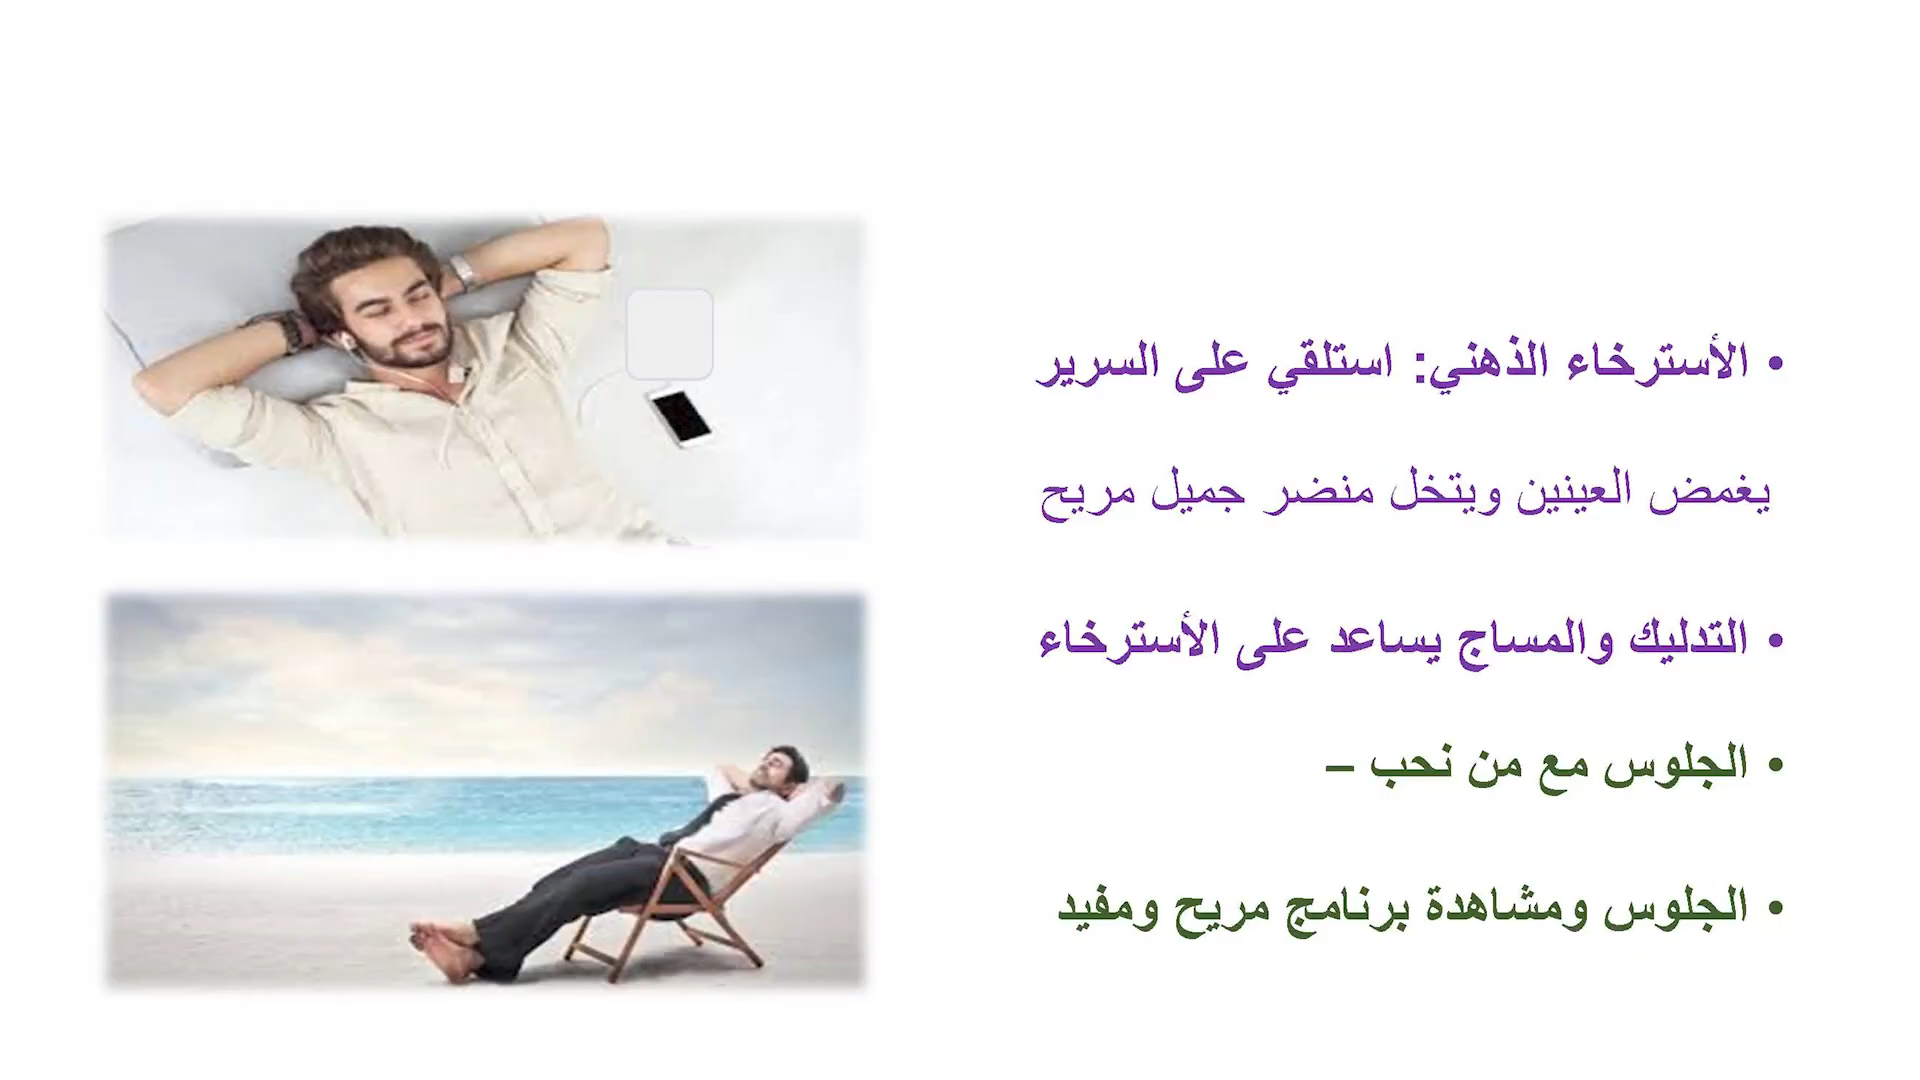 • الأسترخاء الذهني: استلقي على السرير
يغمض العينين ويتخل منضر جميل مريح
• التدليك والمساج يساعد على الأسترخاء
• الجلوس مع من نحب –
• الجلوس ومشاهدة برنامج مريح ومفيد